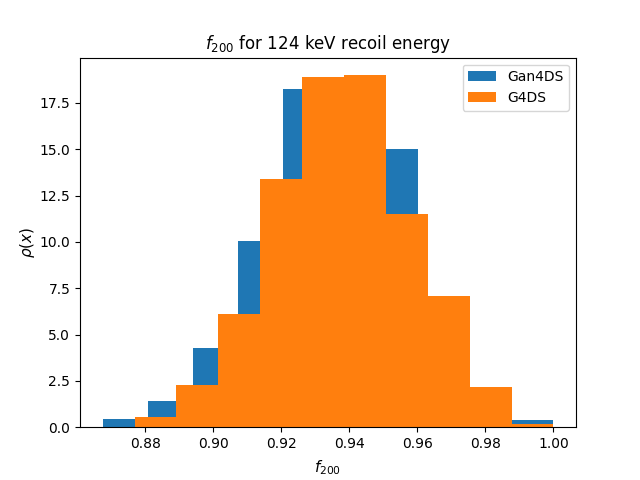 f₂₀₀ for 124 keV recoil energy
Gan4DS
G4DS
17.5
15.0
12.5
10.0
7.5
5.0
2.5
0.0
ρ(x)
0.88 0.90 0.92 0.94 0.96 0.98 1.00
f₂₀₀